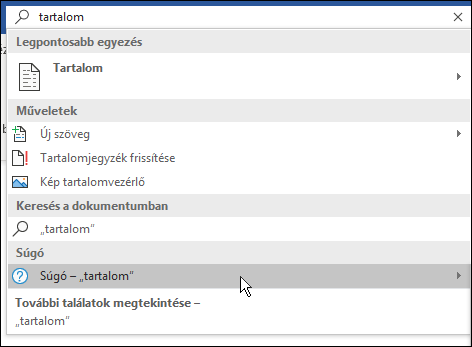 tartalom
Legpontosabb egyezés
Tartalom
Műveletek
Új szöveg
Tartalomjegyzék frissítése
Kép tartalomvezérlő
Keresés a dokumentumban
„tartalom”
Súgó
Súgó – „tartalom”
További találatok megtekintése –
„tartalom”